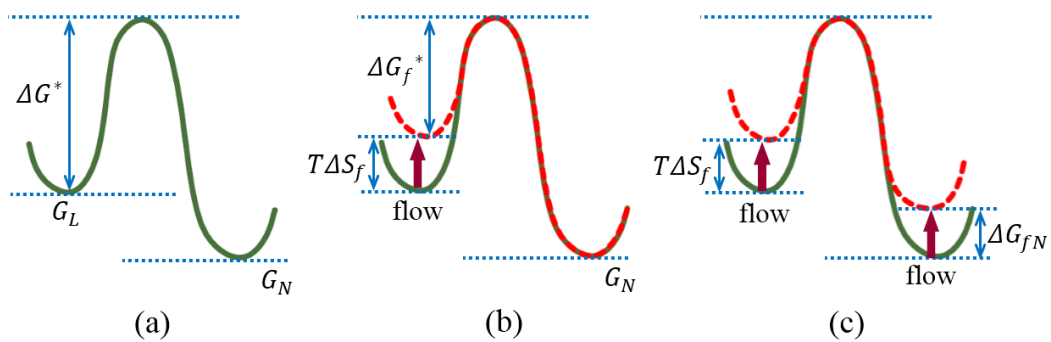 ΔG*
G_L
G_N
(a)
ΔG_f*
TΔS_f
flow
G_N
(b)
TΔS_f
flow
ΔG_fN
flow
(c)